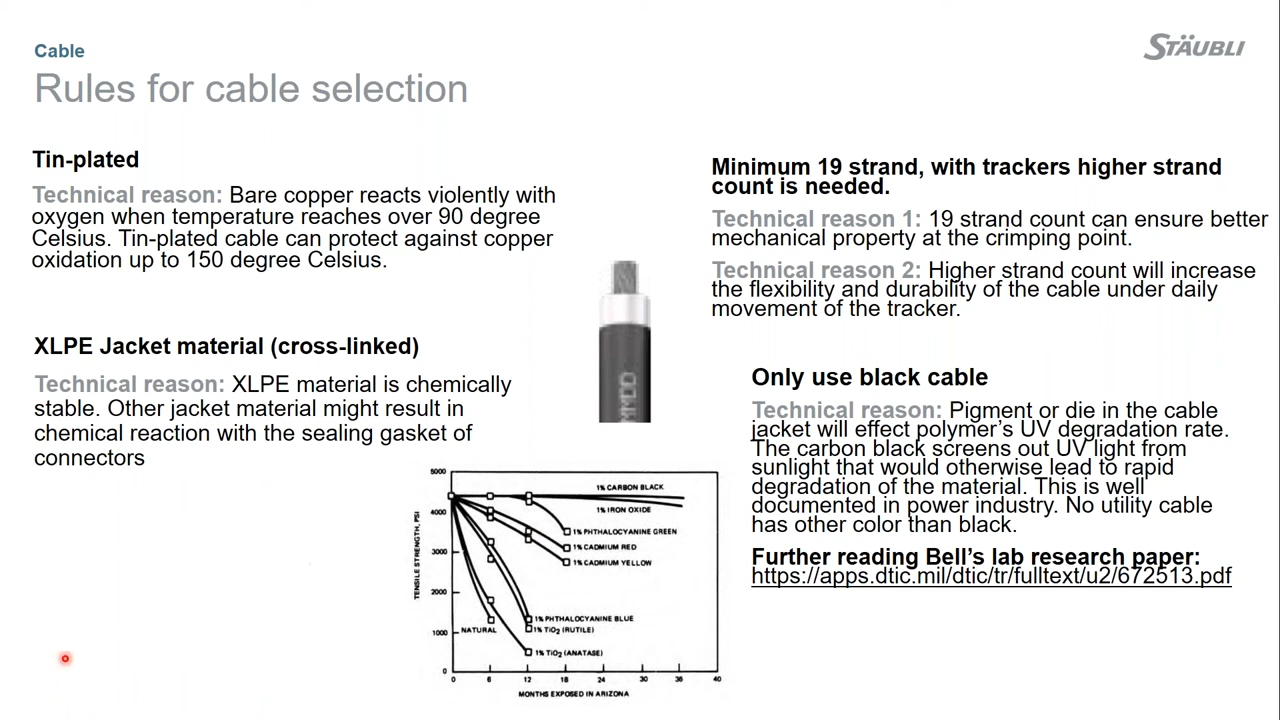 Cable
STÄUBLI
Rules for cable selection
Tin-plated
Technical reason: Bare copper reacts violently with
oxygen when temperature reaches over 90 degree
Celsius. Tin-plated cable can protect against copper
oxidation up to 150 degree Celsius.
XLPE Jacket material (cross-linked)
Technical reason: XLPE material is chemically
stable. Other jacket material might result in
chemical reaction with the sealing gasket of
connectors
Minimum 19 strand, with trackers higher strand
count is needed.
Technical reason 1: 19 strand count can ensure better
mechanical property at the crimping point.
Technical reason 2: Higher strand count will increase
the flexibility and durability of the cable under daily
movement of the tracker.
Only use black cable
Technical reason: Pigment or die in the cable
jacket will effect polymer’s UV degradation rate.
The carbon black screens out UV light from
sunlight that would otherwise lead to rapid
degradation of the material. This is well
documented in power industry. No utility cable
has other color than black.
Further reading Bell’s lab research paper:
https://apps.dtic.mil/dtic/tr/fulltext/u2/672513.pdf
5000
4000
3000
2000
1000
0
TENSILE STRENGTH, PSI
1% CARBON BLACK
1% IRON OXIDE
1% PHTHALOCYANINE GREEN
1% CADMIUM RED
1% CADMIUM YELLOW
1% PHTHALOCYANINE BLUE
NATURAL
1% TiO2 (RUTILE)
1% TiO2 (ANATASE)
0 6 12 18 24 30 36 40
MONTHS EXPOSED IN ARIZONA